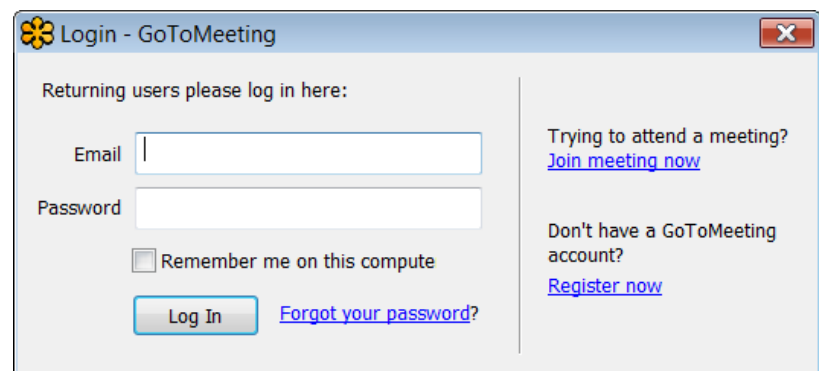 Login - GoToMeeting
Returning users please log in here:
Email
Password
Remember me on this compute
Log In
Forgot your password?
Trying to attend a meeting?
Join meeting now
Don't have a GoToMeeting
account?
Register now